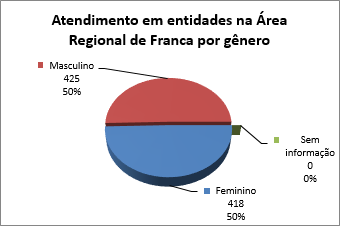 Atendimento em entidades na Área
Regional de Franca por gênero
Masculino
425
50%
Sem
informação
0
0%
Feminino
418
50%